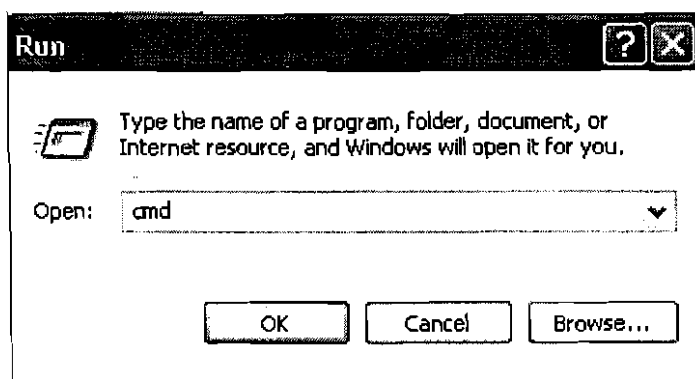 Run
Type the name of a program, folder, document, or
Internet resource, and Windows will open it for you.
Open: cmd
OK Cancel Browse...